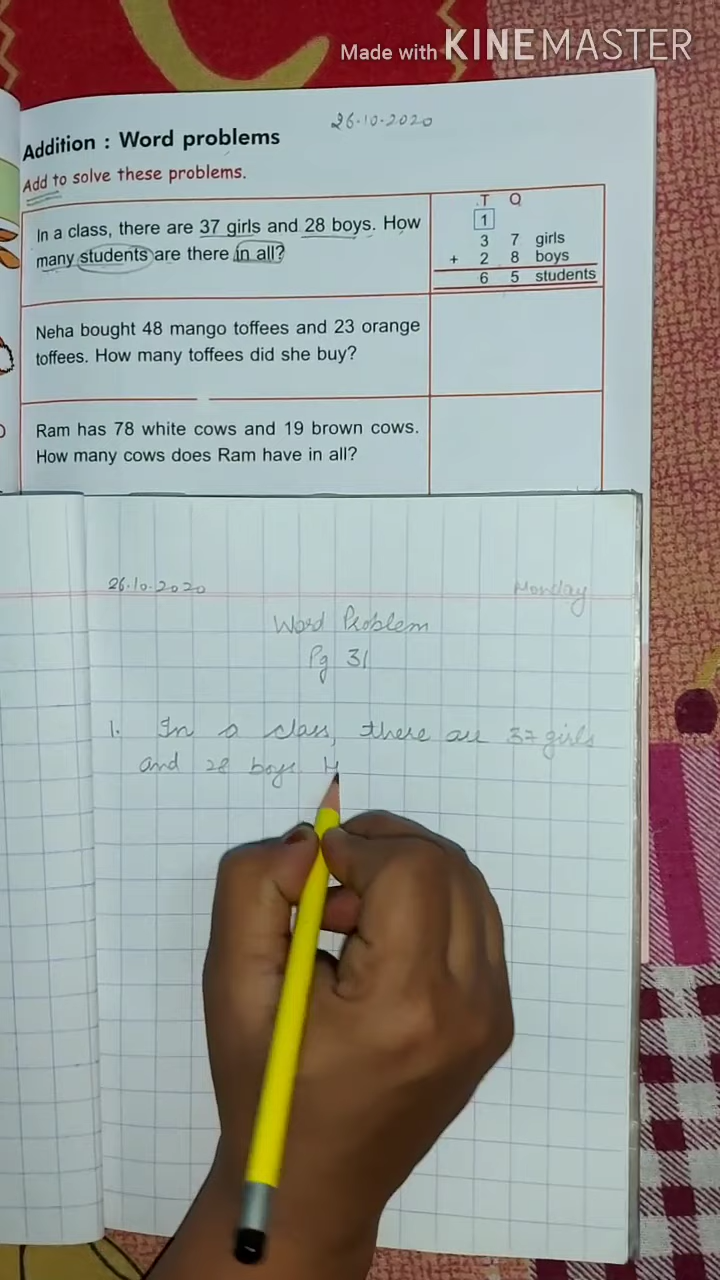 Made with KINEMASTER
26·10·2020
Addition : Word problems
Add to solve these problems.
In a class, there are 37 girls and 28 boys. How
many students are there in all?
T O
1
3 7 girls
+ 2 8 boys
6 5 students
Neha bought 48 mango toffees and 23 orange
toffees. How many toffees did she buy?
Ram has 78 white cows and 19 brown cows.
How many cows does Ram have in all?
26·10·2020 Monday
Word Problem
Pg 31
1. In a class, there are 37 girls
and 28 boys. H